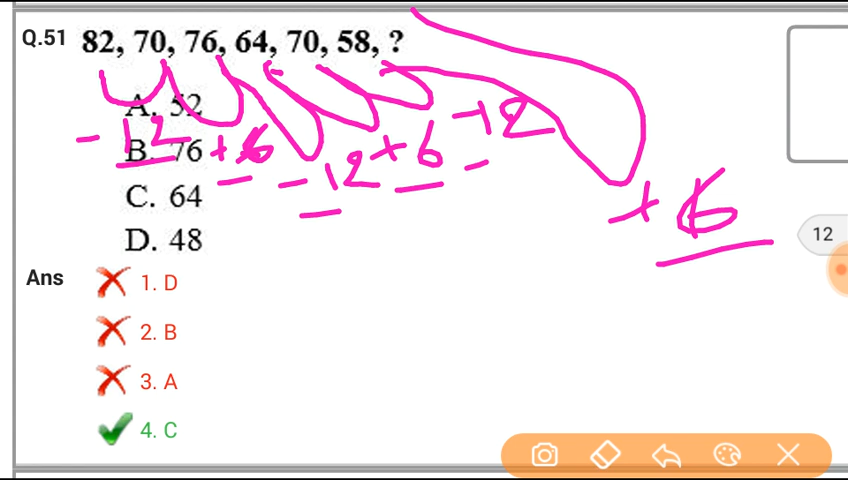 Q.51 82, 70, 76, 64, 70, 58, ?
A. 52
- 12
B. 76 + 6 - 12 + 6 - 12
C. 64
+ 6
D. 48
12
Ans
1. D
2. B
3. A
4. C